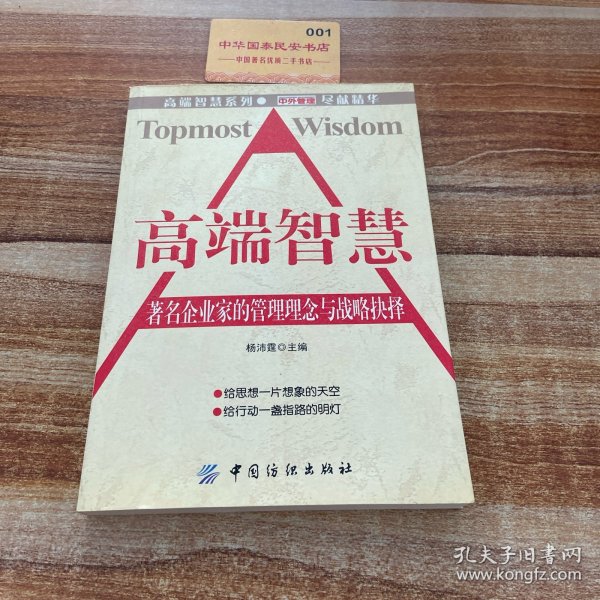 001
中华国泰民安书店
中国著名优质二手书店
高端智慧系列 中外管理 尽献精华
Topmost Wisdom
高端智慧
著名企业家的管理理念与战略抉择
杨沛霆◎主编
●给思想一片想象的天空
●给行动一盏指路的明灯
中国纺织出版社
孔夫子旧书网
www.kongfz.com